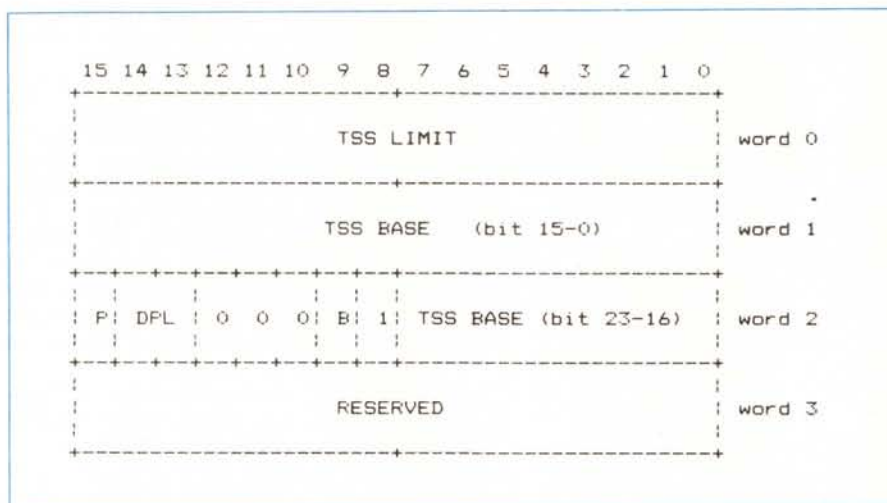 15 14 13 12 11 10 9 8 7 6 5 4 3 2 1 0
TSS LIMIT word 0
TSS BASE (bit 15-0) word 1
P DPL 0 0 0 B 1 TSS BASE (bit 23-16) word 2
RESERVED word 3